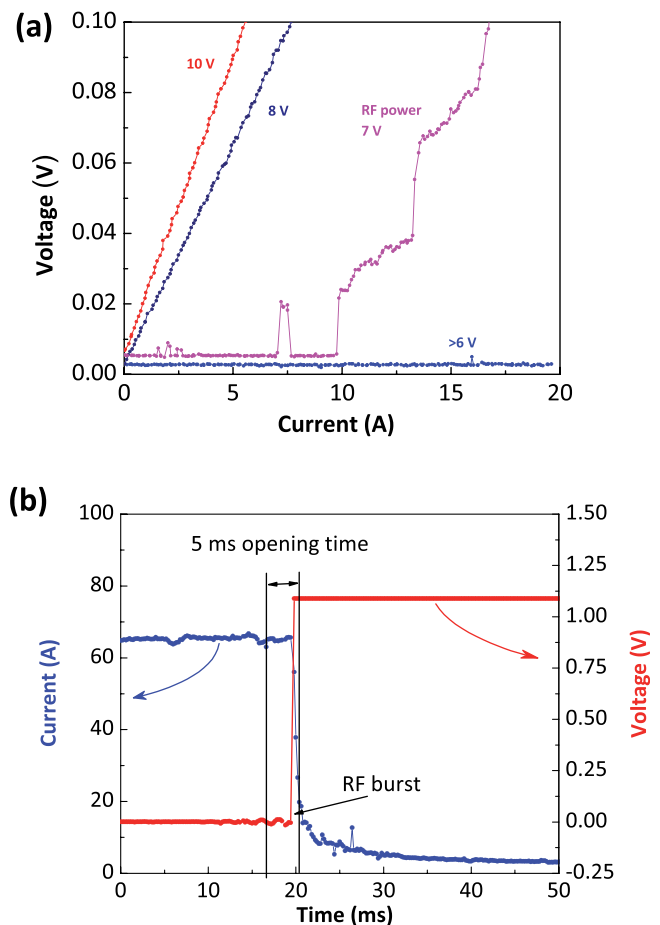 (a)
0.10
0.08
0.06
0.04
0.02
0.00
Voltage (V)
10 V
8 V
RF power
7 V
>6 V
0 5 10 15 20
Current (A)
(b)
100
80
60
40
20
0
Current (A)
5 ms opening time
RF burst
1.50
1.25
1.00
0.75
0.50
0.25
0.00
-0.25
Voltage (V)
0 10 20 30 40 50
Time (ms)